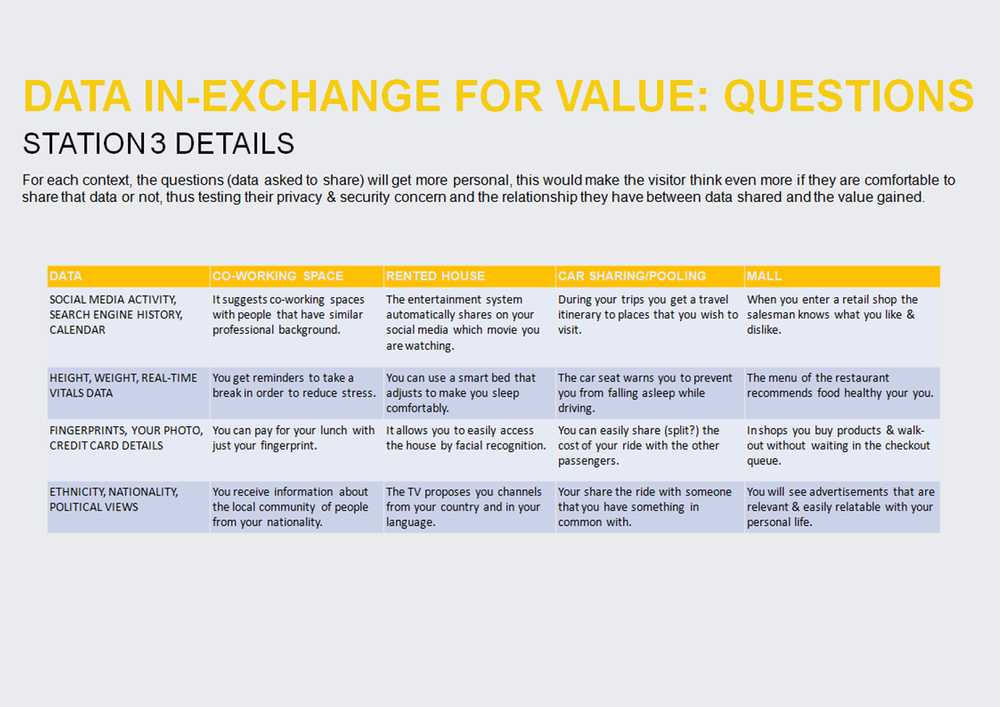 DATA IN-EXCHANGE FOR VALUE: QUESTIONS
STATION 3 DETAILS
For each context, the questions (data asked to share) will get more personal, this would make the visitor think even more if they are comfortable to
share that data or not, thus testing their privacy & security concern and the relationship they have between data shared and the value gained.
DATA
CO-WORKING SPACE
RENTED HOUSE
CAR SHARING/POOLING
MALL
SOCIAL MEDIA ACTIVITY,
SEARCH ENGINE HISTORY,
CALENDAR
It suggests co-working spaces
with people that have similar
professional background.
The entertainment system
automatically shares on your
social media which movie you
are watching.
During your trips you get a travel
itinerary to places that you wish to
visit.
When you enter a retail shop the
salesman knows what you like &
dislike.
HEIGHT, WEIGHT, REAL-TIME
VITALS DATA
You get reminders to take a
break in order to reduce stress.
You can use a smart bed that
adjusts to make you sleep
comfortably.
The car seat warns you to prevent
you from falling asleep while
driving.
The menu of the restaurant
recommends food healthy your you.
FINGERPRINTS, YOUR PHOTO,
CREDIT CARD DETAILS
You can pay for your lunch with
just your fingerprint.
It allows you to easily access
the house by facial recognition.
You can easily share (split?) the
cost of your ride with the other
passengers.
In shops you buy products & walk-
out without waiting in the checkout
queue.
ETHNICITY, NATIONALITY,
POLITICAL VIEWS
You receive information about
the local community of people
from your nationality.
The TV proposes you channels
from your country and in your
language.
Your share the ride with someone
that you have something in
common with.
You will see advertisements that are
relevant & easily relatable with your
personal life.